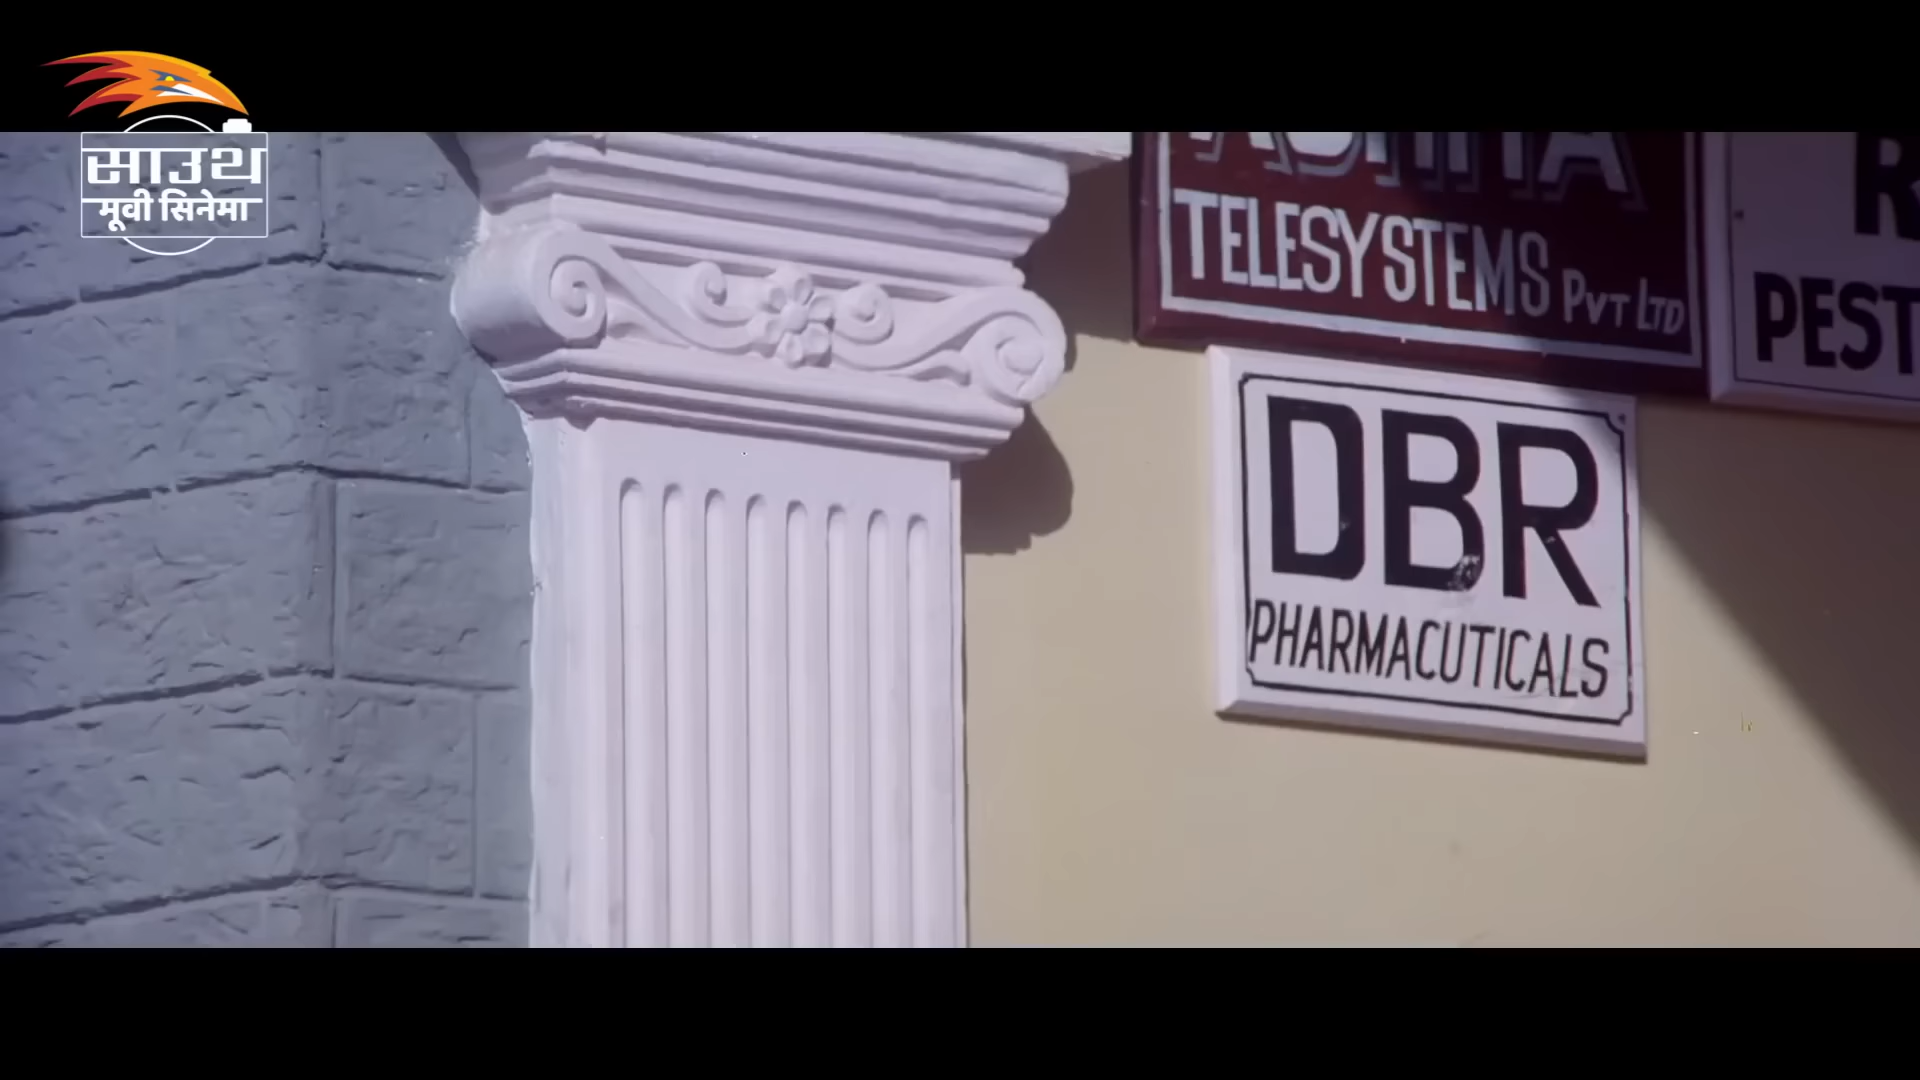 साउथ
मूवी सिनेमा
TELESYSTEMS PVT LTD
PEST
DBR
PHARMACUTICALS